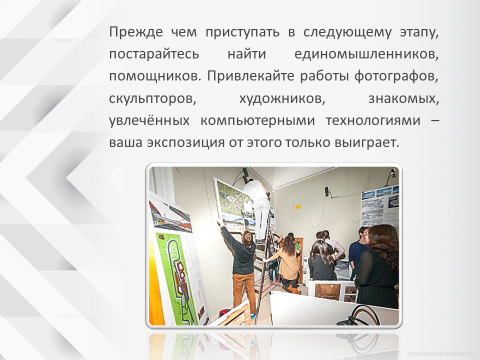 Прежде чем приступать в следующему этапу,
постарайтесь найти единомышленников,
помощников. Привлекайте работы фотографов,
скульпторов, художников, знакомых,
увлечённых компьютерными технологиями –
ваша экспозиция от этого только выиграет.